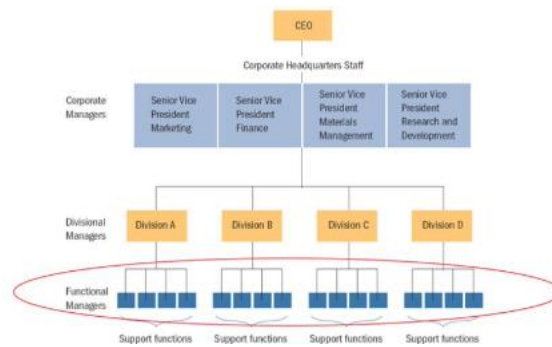 CEO
Corporate Headquarters Staff
Corporate
Managers
Senior Vice
President
Marketing
Senior Vice
President
Finance
Senior Vice
President
Materials
Management
Senior Vice
President
Research and
Development
Divisional
Managers
Division A
Division B
Division C
Division D
Functional
Managers
Support functions
Support functions
Support functions
Support functions